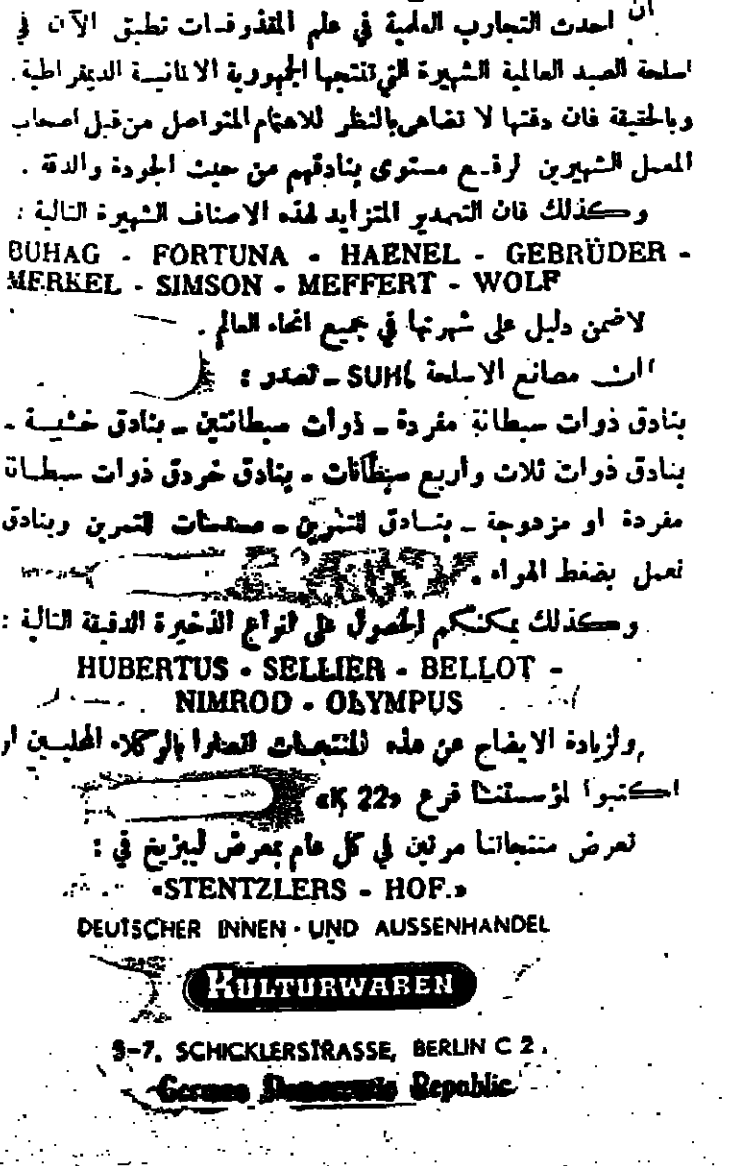 ان احدث التجارب العلمية في علم المقذوفات تطبق الآن في
اسلحة الصيد العالمية الشهيرة التي تنتجها الجمهورية الالمانية الديمقراطية .
وبالحقيقة فان دقتها لا تضاهى بالنظر للاهتمام المتواصل من قبل اصحاب
المعمل الشهيرين لرفع مستوى بنادقهم من حيث الجودة والدقة .
وكذلك فان التصدير المتزايد لهذه الاصناف الشهيرة التالية :
BUHAG - FORTUNA - HAENEL - GEBRÜDER -
MERKEL - SIMSON - MEFFERT - WOLF
لاضمن دليل على شهرتها في جميع انحاء العالم .
ان مصانع الاسلحة SUHL ـ تصدر :
بنادق ذوات سبطانة مفردة ـ ذوات سبطانتين ـ بنادق خشبية ـ
بنادق ذوات ثلاث واربع سبطانات ـ بنادق خردق ذوات سبطانة
مفردة او مزدوجة ـ بنادق للتمرين ـ مسدسات للتمرين وبنادق
تعمل بضغط الهواء .
وكذلك يمكنكم الحصول على انواع الذخيرة الدقيقة التالية :
HUBERTUS - SELLIER - BELLOT -
NIMROD - OLYMPUS
ولزيادة الايضاح عن هذه المنتجات اتصلوا بالوكلاء المحليين او
اكتبوا لمؤسستنا فرع «K 22»
تعرض منتجاتنا مرتين في كل عام بمعرض ليبزيغ في :
«STENTZLERS - HOF.»
DEUTSCHER INNEN - UND AUSSENHANDEL
KULTURWAREN
5-7, SCHICKLERSTRASSE, BERLIN C 2.
German Democratic Republic